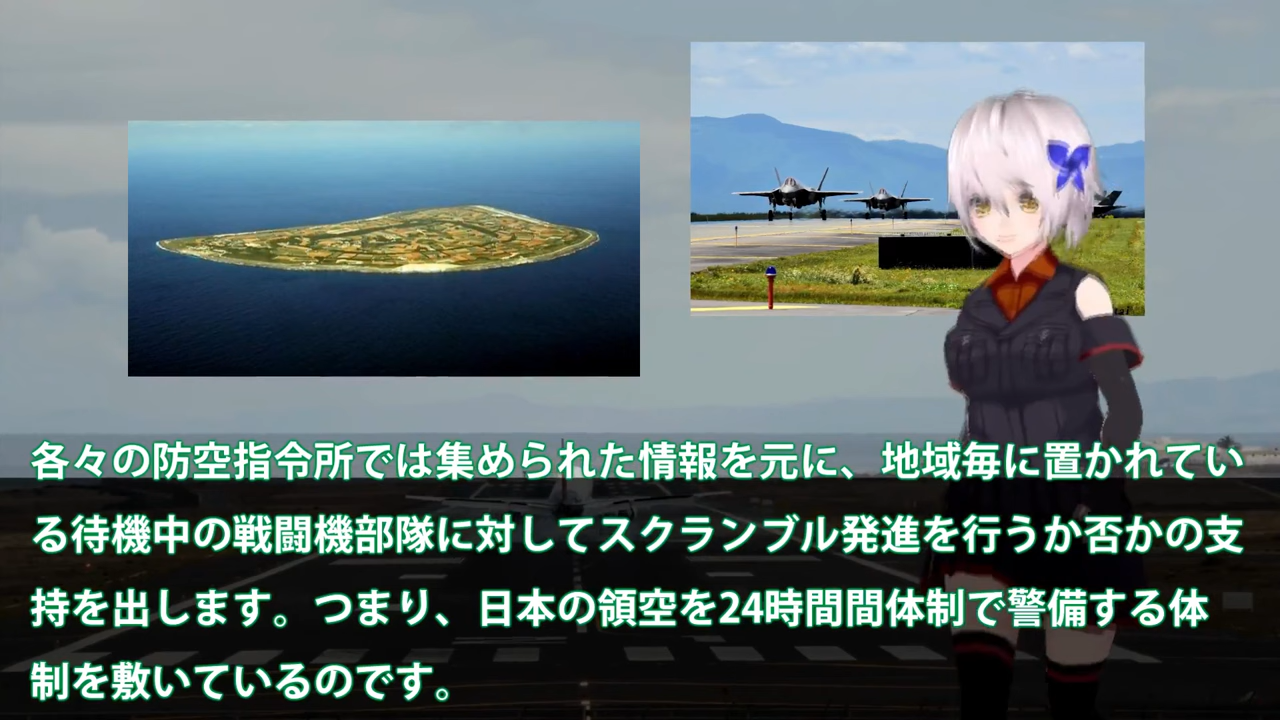 各々の防空指令所では集められた情報を元に、地域毎に置かれてい
る待機中の戦闘機部隊に対してスクランブル発進を行うか否かの支
持を出します。つまり、日本の領空を24時間間体制で警備する体
制を敷いているのです。